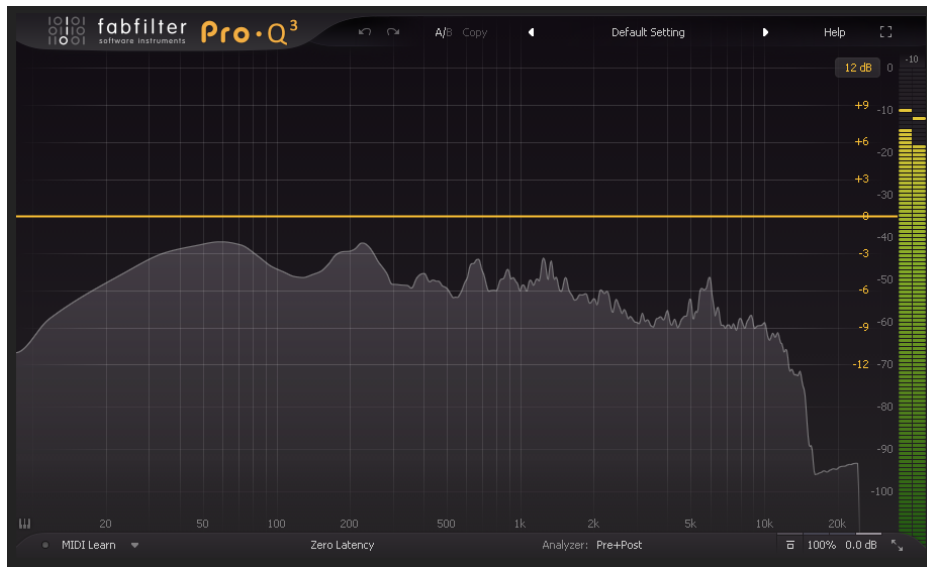 fabfilter Pro·Q³
software instruments
A/B Copy Default Setting Help
12 dB 0 -10
+9 -10
+6 -20
+3 -30
0
-3 -40
-6 -50
-9 -60
-12 -70
-80
-90
-100
20 50 100 200 500 1k 2k 5k 10k 20k
MIDI Learn Zero Latency Analyzer: Pre+Post 100% 0.0 dB